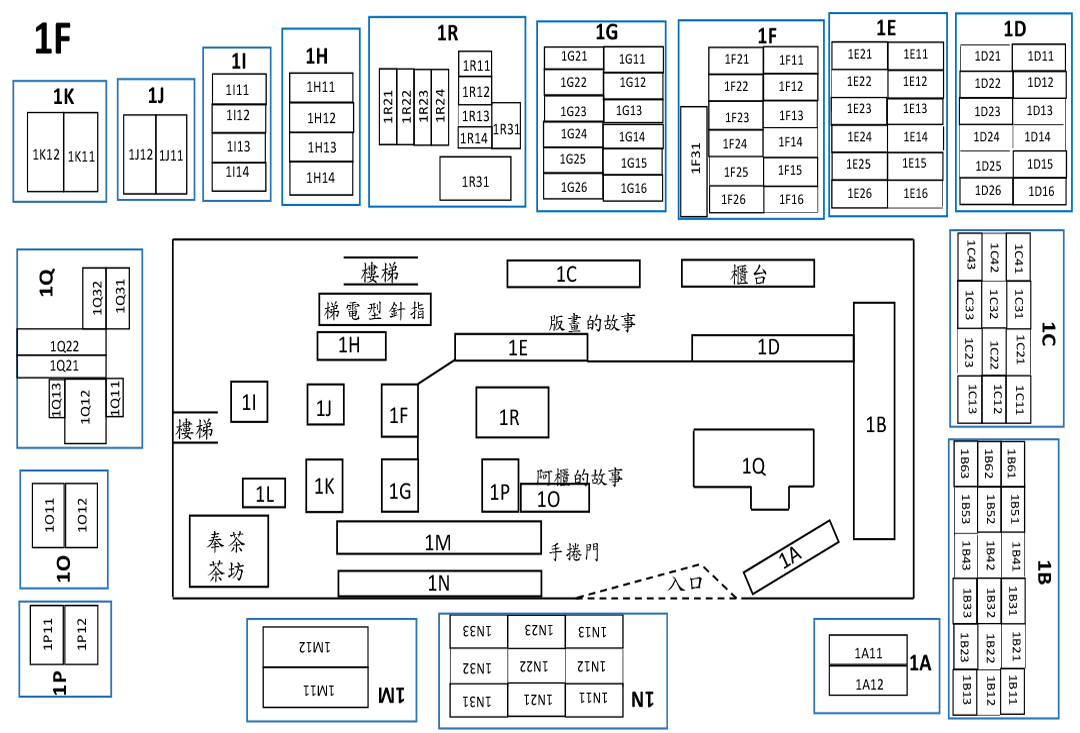 1F
1K
1K12
1K11
1J
1J12
1J11
1I
1I11
1I12
1I13
1I14
1H
1H11
1H12
1H13
1H14
1R
1R21
1R22
1R23
1R24
1R11
1R12
1R13
1R14
1R31
1R31
1G
1G21 1G11
1G22 1G12
1G23 1G13
1G24 1G14
1G25 1G15
1G26 1G16
1F
1F31
1F21 1F11
1F22 1F12
1F23 1F13
1F24 1F14
1F25 1F15
1F26 1F16
1E
1E21 1E11
1E22 1E12
1E23 1E13
1E24 1E14
1E25 1E15
1E26 1E16
1D
1D21 1D11
1D22 1D12
1D23 1D13
1D24 1D14
1D25 1D15
1D26 1D16
1Q
1Q32
1Q31
1Q22
1Q21
1Q13
1Q12
1Q11
1O
1O11
1O12
1P
1P11
1P12
樓梯
1C
櫃台
梯電型針指
版畫的故事
1H
1E
1D
1I
1J
1F
1R
1B
樓梯
1Q
1L
1K
1G
1P
阿櫃的故事
1O
奉茶
茶坊
1M
手捲門
1A
1N
入口
1C
1C43 1C42 1C41
1C33 1C32 1C31
1C23 1C22 1C21
1C13 1C12 1C11
1B
1B63 1B62 1B61
1B53 1B52 1B51
1B43 1B42 1B41
1B33 1B32 1B31
1B23 1B22 1B21
1B13 1B12 1B11
1M12
1M11
1M
1N33 1N23 1N13
1N32 1N22 1N12
1N31 1N21 1N11
1N
1A11
1A12
1A